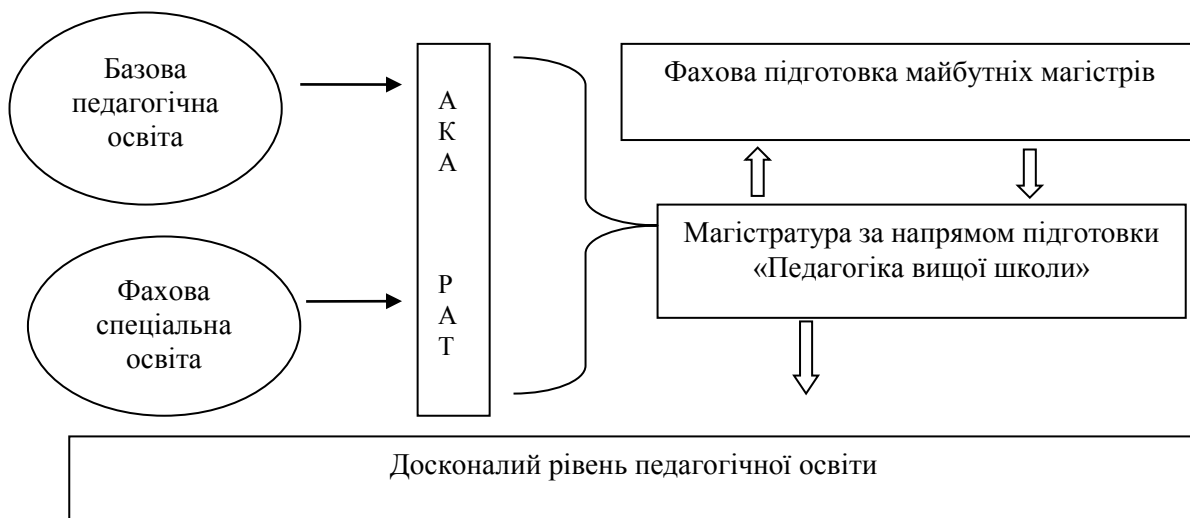 Базова
педагогічна
освіта
Фахова
спеціальна
освіта
А
К
А
Р
А
Т
Фахова підготовка майбутніх магістрів
Магістратура за напрямом підготовки
«Педагогіка вищої школи»
Досконалий рівень педагогічної освіти